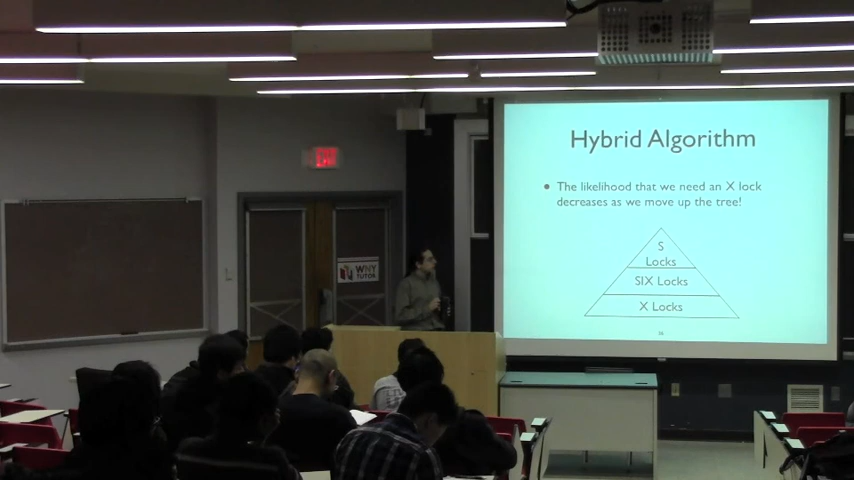 Hybrid Algorithm
• The likelihood that we need an X lock
decreases as we move up the tree!
S
Locks
SIX Locks
X Locks
36
EXIT
WNY
TUTOR